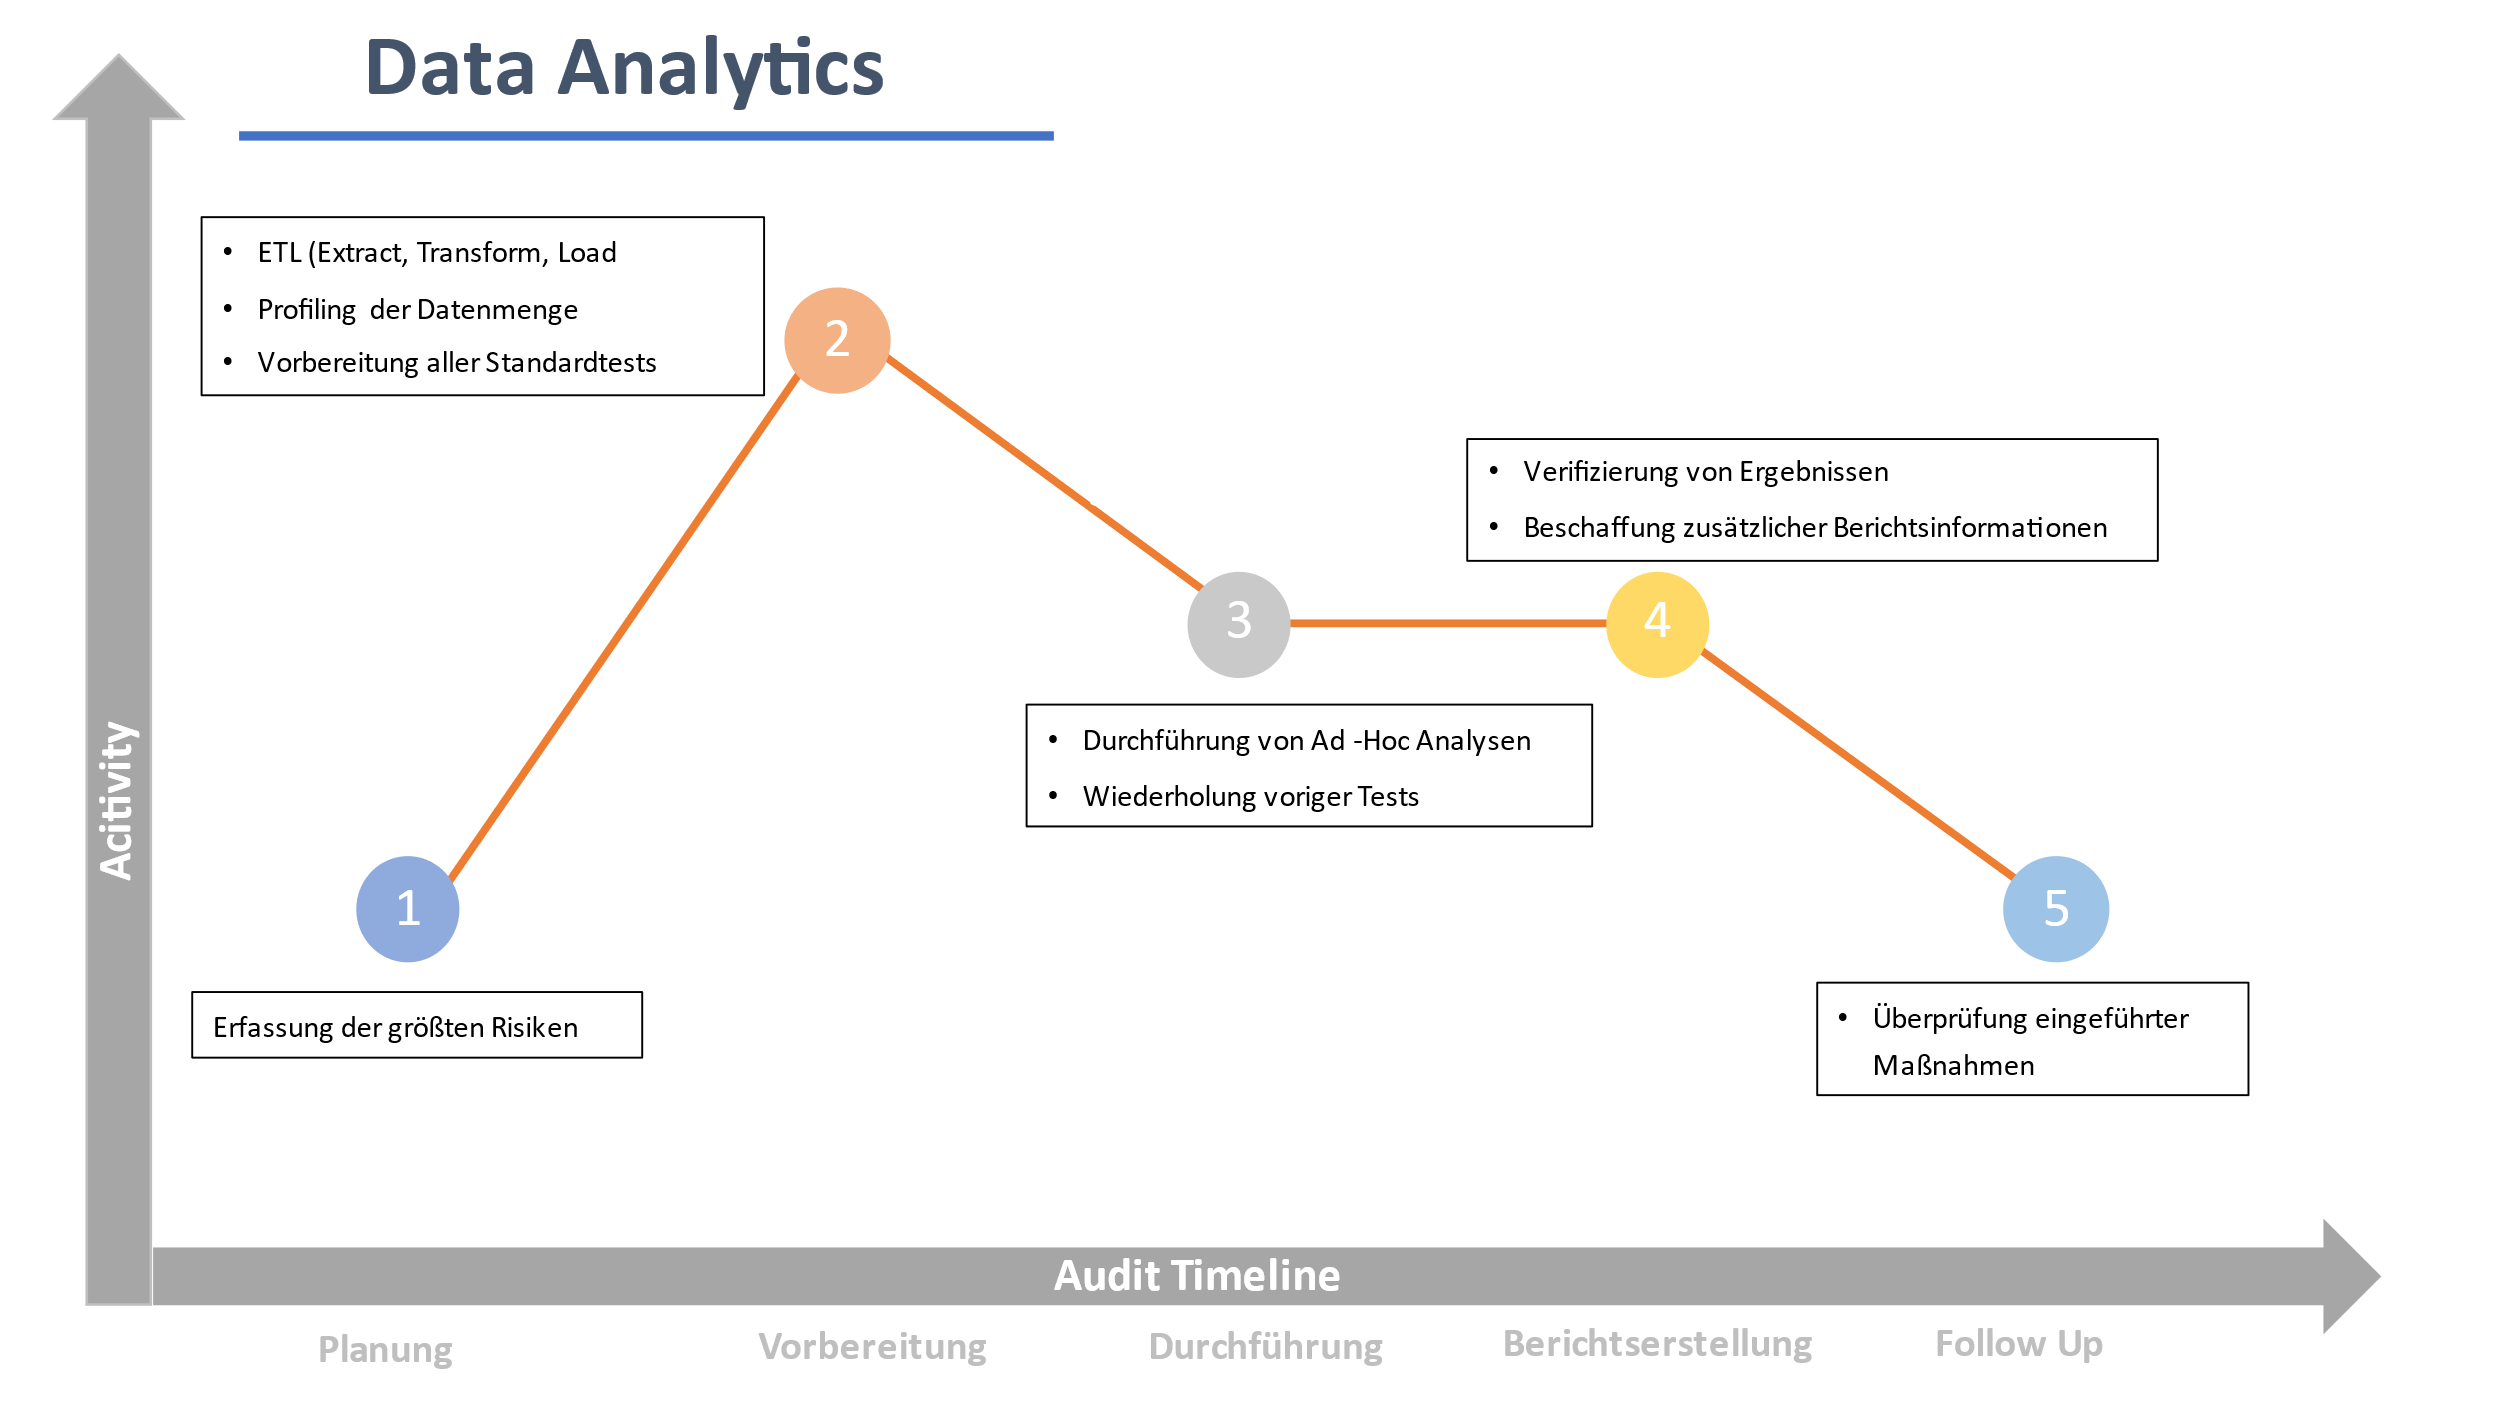 Data Analytics
• ETL (Extract, Transform, Load
• Profiling der Datenmenge
• Vorbereitung aller Standardtests
2
• Verifizierung von Ergebnissen
• Beschaffung zusätzlicher Berichtsinformationen
3
4
• Durchführung von Ad -Hoc Analysen
• Wiederholung voriger Tests
Acitivity
1
5
Erfassung der größten Risiken
• Überprüfung eingeführter
Maßnahmen
Audit Timeline
Planung
Vorbereitung
Durchführung
Berichtserstellung
Follow Up